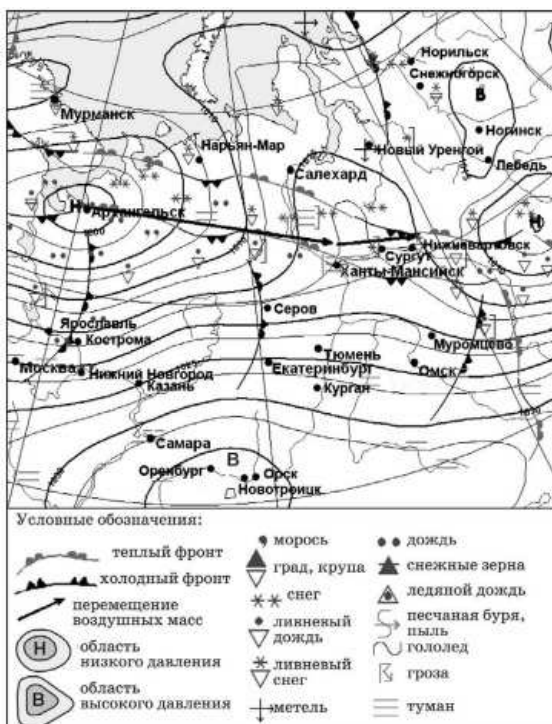 Норильск
Снежногорск
В
Мурманск
Ногинск
Нарьян-Мар
Новый Уренгой
Лебедь
Салехард
Н
Архангельск
Н
Нижневартовск
Сургут
Ханты-Мансийск
Серов
Ярославль
Кострома
Муромцево
Москва
Тюмень
Нижний Новгород
Екатеринбург
Омск
Казань
Курган
Самара
В
Оренбург
Орск
Новотроицк
Условные обозначения:
теплый фронт
холодный фронт
перемещение
воздушных масс
Н
область
низкого давления
В
область
высокого давления
морось
град, крупа
снег
ливневый
дождь
ливневый
снег
метель
дождь
снежные зерна
ледяной дождь
песчаная буря,
пыль
гололед
гроза
туман